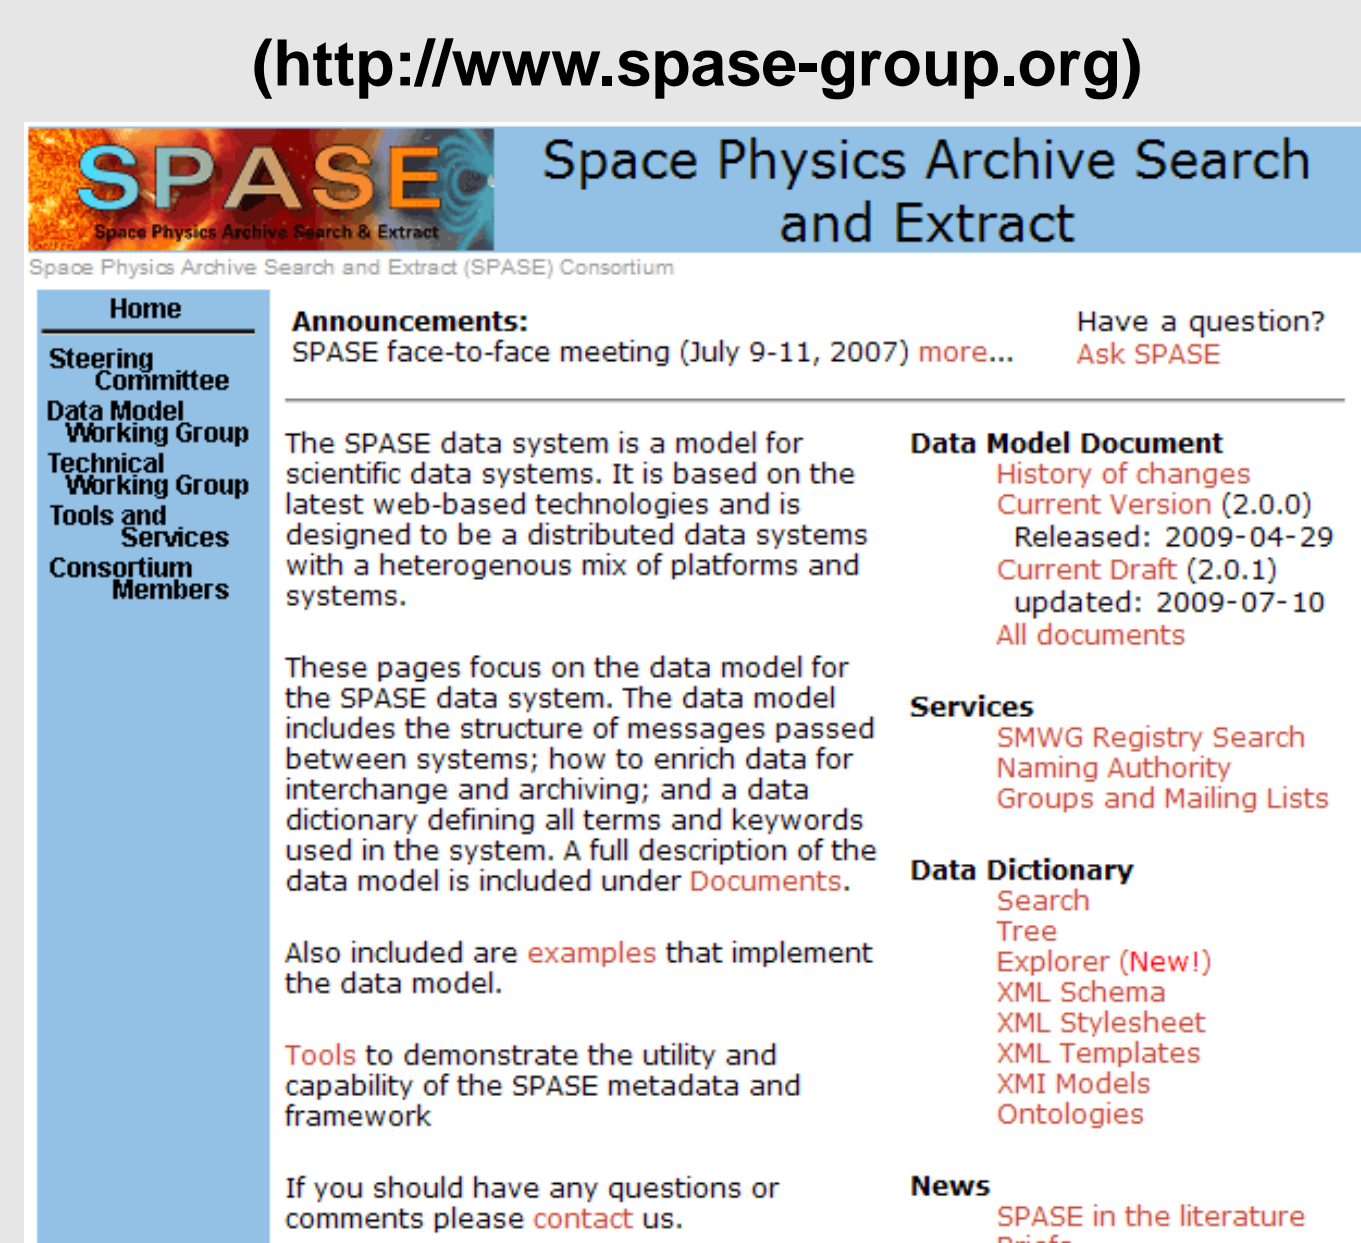 (http://www.spase-group.org)
SPASE
Space Physics Archive Search & Extract
Space Physics Archive Search
and Extract
Space Physics Archive Search and Extract (SPASE) Consortium
Home
Steering
Committee
Data Model
Working Group
Technical
Working Group
Tools and
Services
Consortium
Members
Announcements:
SPASE face-to-face meeting (July 9-11, 2007) more...
Have a question?
Ask SPASE
The SPASE data system is a model for
scientific data systems. It is based on the
latest web-based technologies and is
designed to be a distributed data systems
with a heterogenous mix of platforms and
systems.
These pages focus on the data model for
the SPASE data system. The data model
includes the structure of messages passed
between systems; how to enrich data for
interchange and archiving; and a data
dictionary defining all terms and keywords
used in the system. A full description of the
data model is included under Documents.
Also included are examples that implement
the data model.
Tools to demonstrate the utility and
capability of the SPASE metadata and
framework
If you should have any questions or
comments please contact us.
Data Model Document
History of changes
Current Version (2.0.0)
Released: 2009-04-29
Current Draft (2.0.1)
updated: 2009-07-10
All documents
Services
SMWG Registry Search
Naming Authority
Groups and Mailing Lists
Data Dictionary
Search
Tree
Explorer (New!)
XML Schema
XML Stylesheet
XML Templates
XMI Models
Ontologies
News
SPASE in the literature